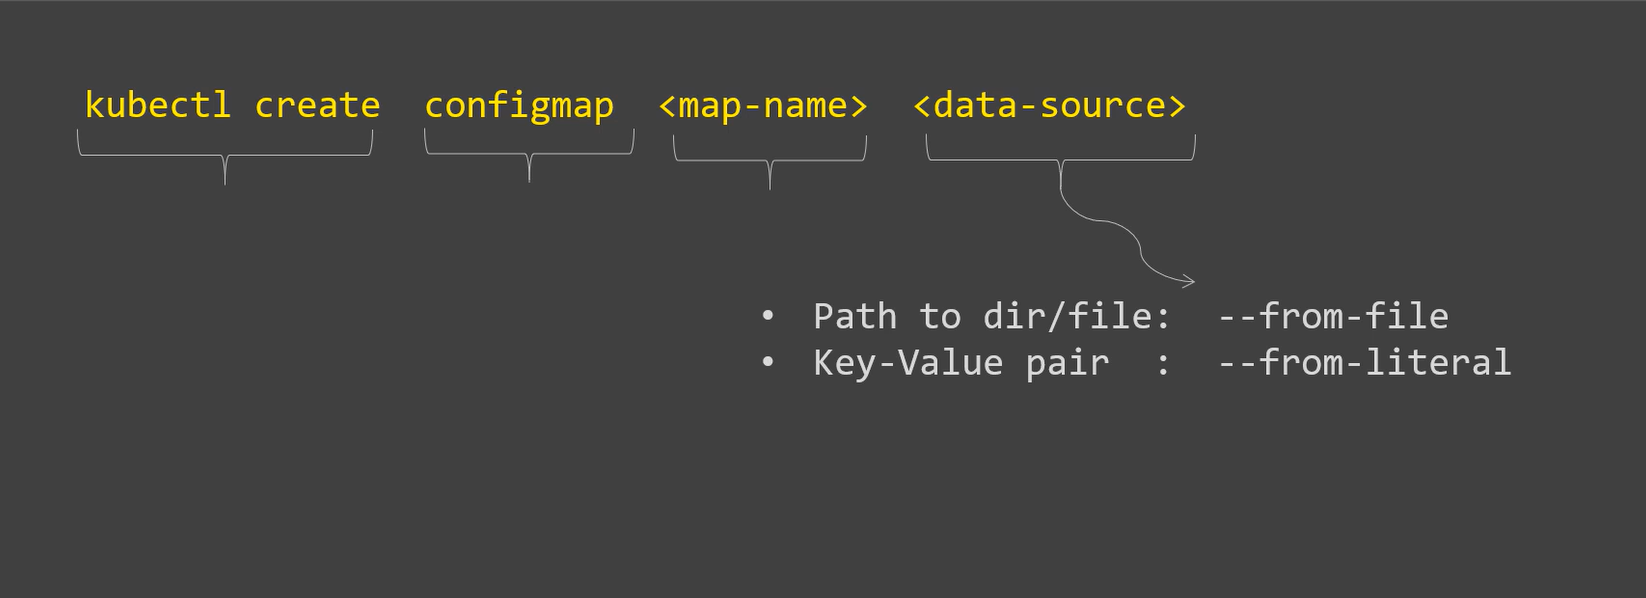 kubectl create configmap <map-name> <data-source>
• Path to dir/file: --from-file
• Key-Value pair : --from-literal